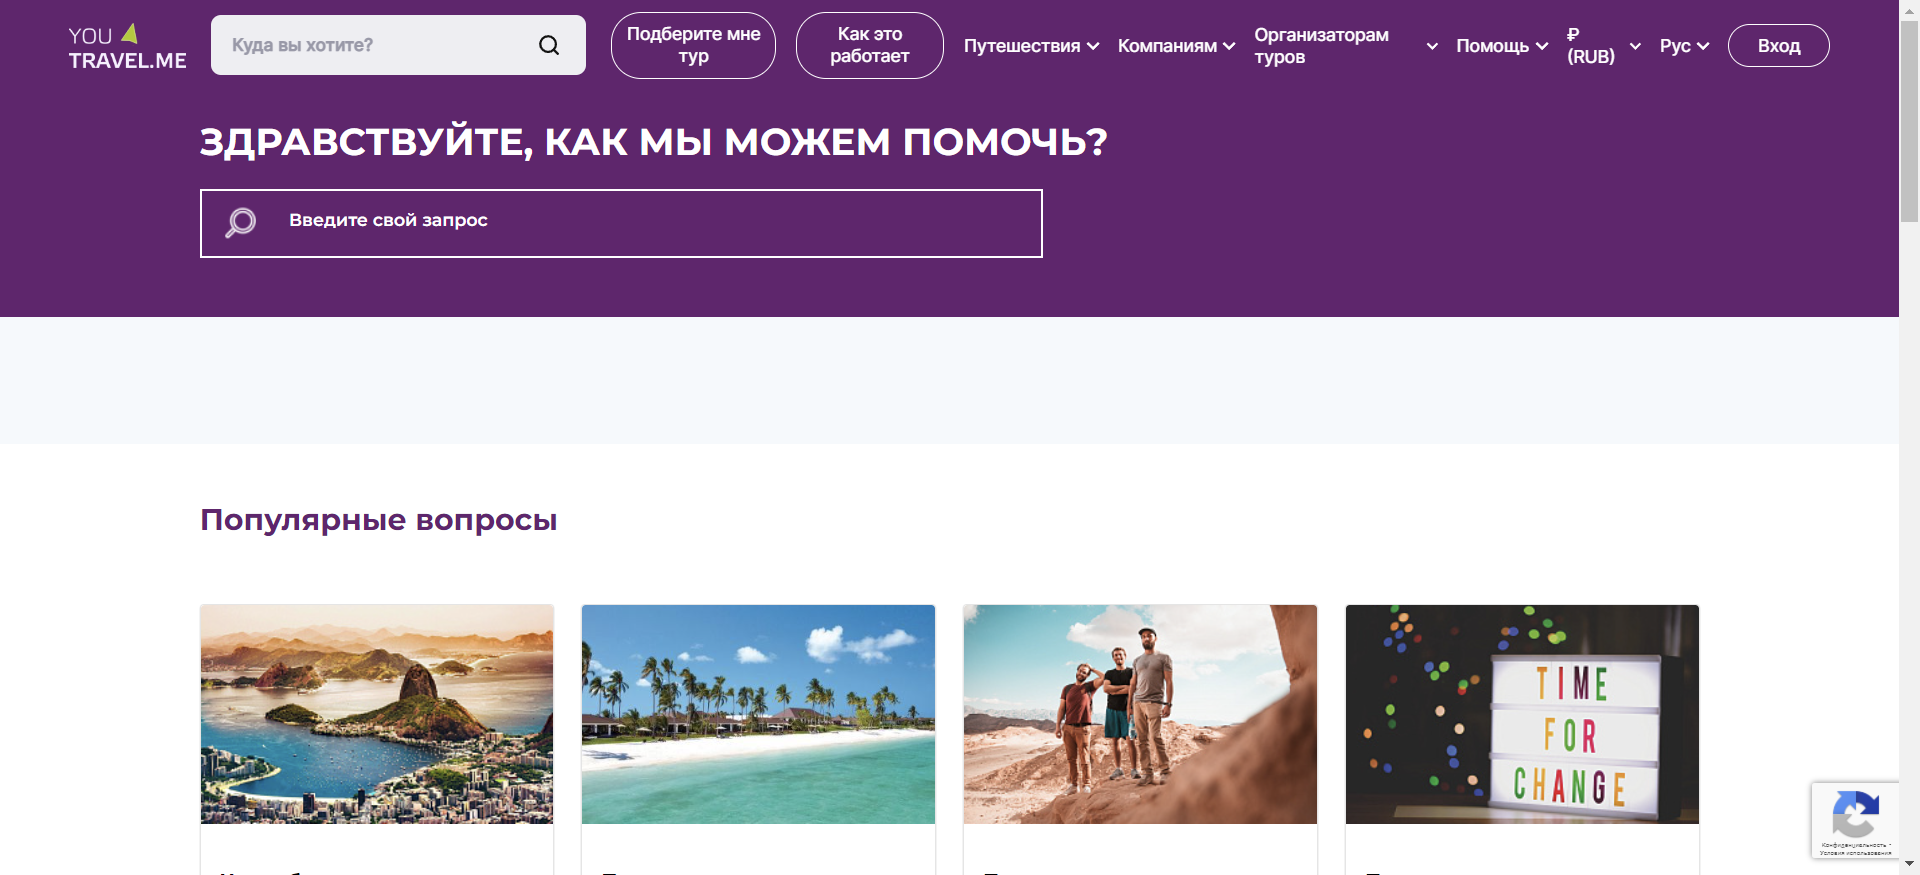 YOU
TRAVEL.ME
Куда вы хотите?
Подберите мне
тур
Как это
работает
Путешествия
Компаниям
Организаторам
туров
Помощь
₽
(RUB)
Рус
Вход
ЗДРАВСТВУЙТЕ, КАК МЫ МОЖЕМ ПОМОЧЬ?
Введите свой запрос
Популярные вопросы
TIME
FOR
CHANGE
Конфиденциальность -
Условия использования